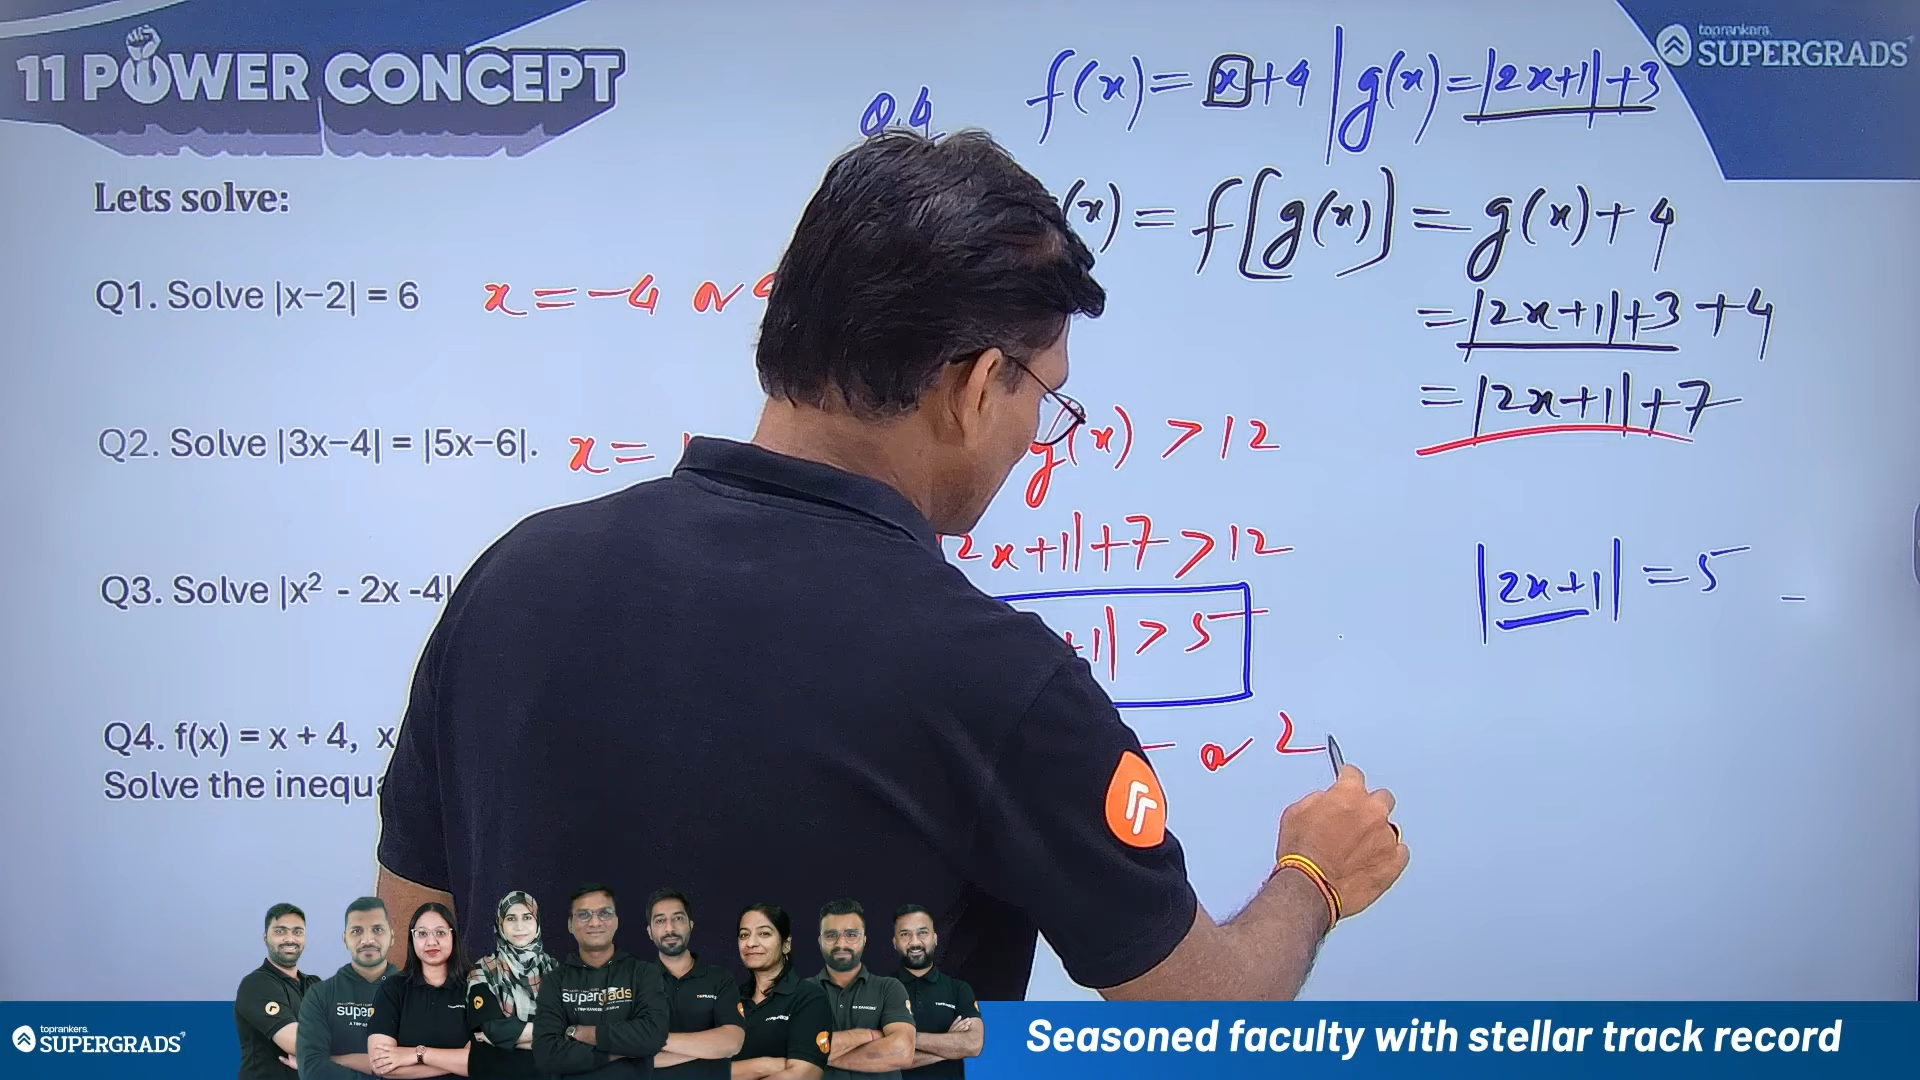 11 POWER CONCEPT
toprankers.
SUPERGRADS
Q.4 f(x) = x+4 | g(x) = |2x+1|+3
Lets solve:
(x) = f[g(x)] = g(x)+4
Q1. Solve |x−2| = 6 x = −4 or
= |2x+1|+3+4
= |2x+1|+7
Q2. Solve |3x−4| = |5x−6|. x =
g(x) > 12
2x+1|+7 > 12
Q3. Solve |x² - 2x -4|
|2x+1| = 5 –
+1| > 5
Q4. f(x) = x + 4, x
Solve the inequ
or 2
toprankers.
SUPERGRADS
supergrads
Seasoned faculty with stellar track record